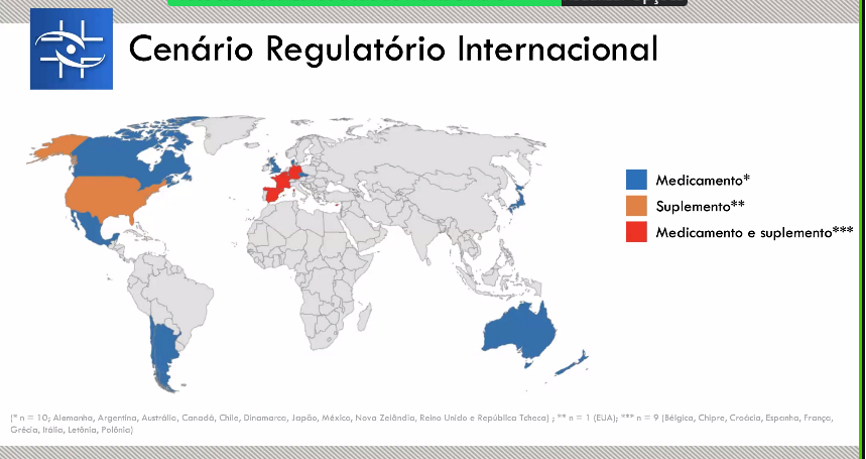 Cenário Regulatório Internacional
Medicamento*
Suplemento**
Medicamento e suplemento***
(* n = 10; Alemanha, Argentina, Austrália, Canadá, Chile, Dinamarca, Japão, México, Nova Zelândia, Reino Unido e República Tcheca) ; ** n = 1 (EUA); *** n = 9 (Bélgica, Chipre, Croácia, Espanha, França,
Grécia, Itália, Letônia, Polônia)